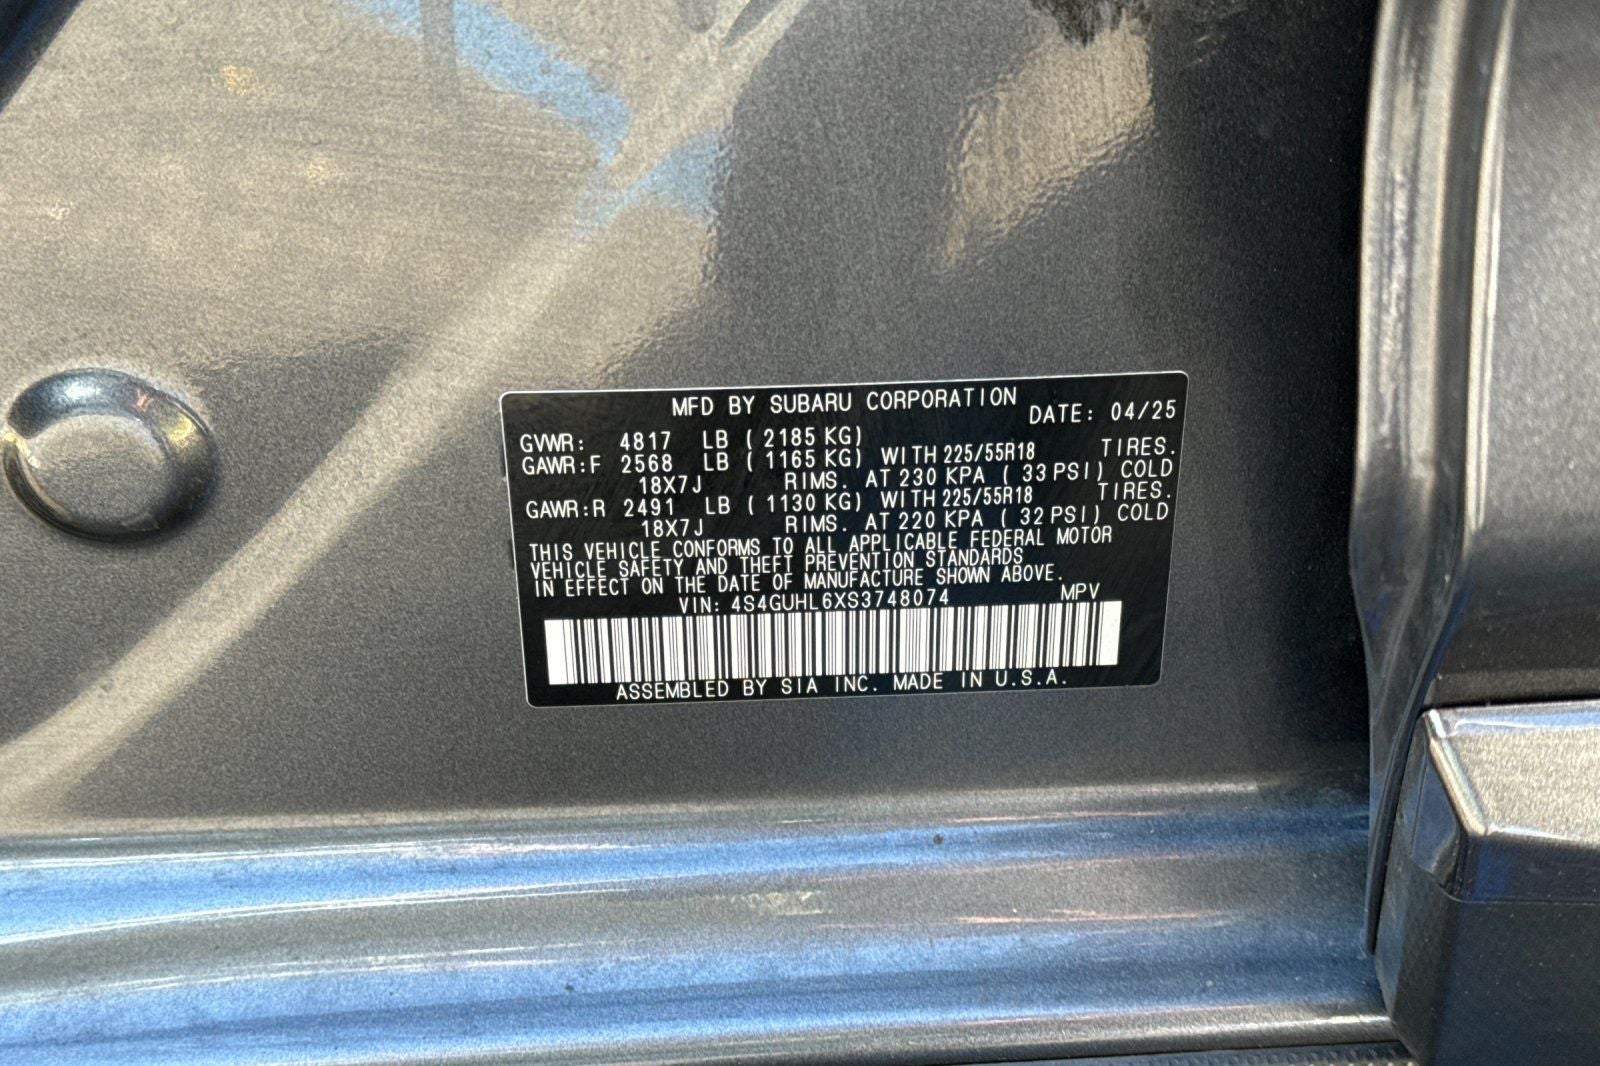 MFD BY SUBARU CORPORATION DATE: 04/25
GVWR: 4817 LB ( 2185 KG)
GAWR:F 2568 LB ( 1165 KG) WITH 225/55R18 TIRES.
18X7J RIMS. AT 230 KPA ( 33 PSI) COLD
GAWR:R 2491 LB ( 1130 KG) WITH 225/55R18 TIRES.
18X7J RIMS. AT 220 KPA ( 32 PSI) COLD
THIS VEHICLE CONFORMS TO ALL APPLICABLE FEDERAL MOTOR
VEHICLE SAFETY AND THEFT PREVENTION STANDARDS
IN EFFECT ON THE DATE OF MANUFACTURE SHOWN ABOVE.
VIN: 4S4GUHL6XS3748074 MPV
ASSEMBLED BY SIA INC. MADE IN U.S.A.